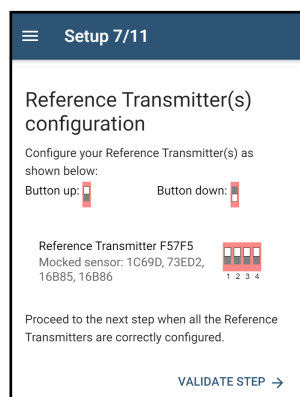 Setup 7/11
Reference Transmitter(s)
configuration
Configure your Reference Transmitter(s) as
shown below:
Button up: Button down:
Reference Transmitter F57F5
Mocked sensor: 1C69D, 73ED2,
16B85, 16B86
1 2 3 4
Proceed to the next step when all the Reference
Transmitters are correctly configured.
VALIDATE STEP →